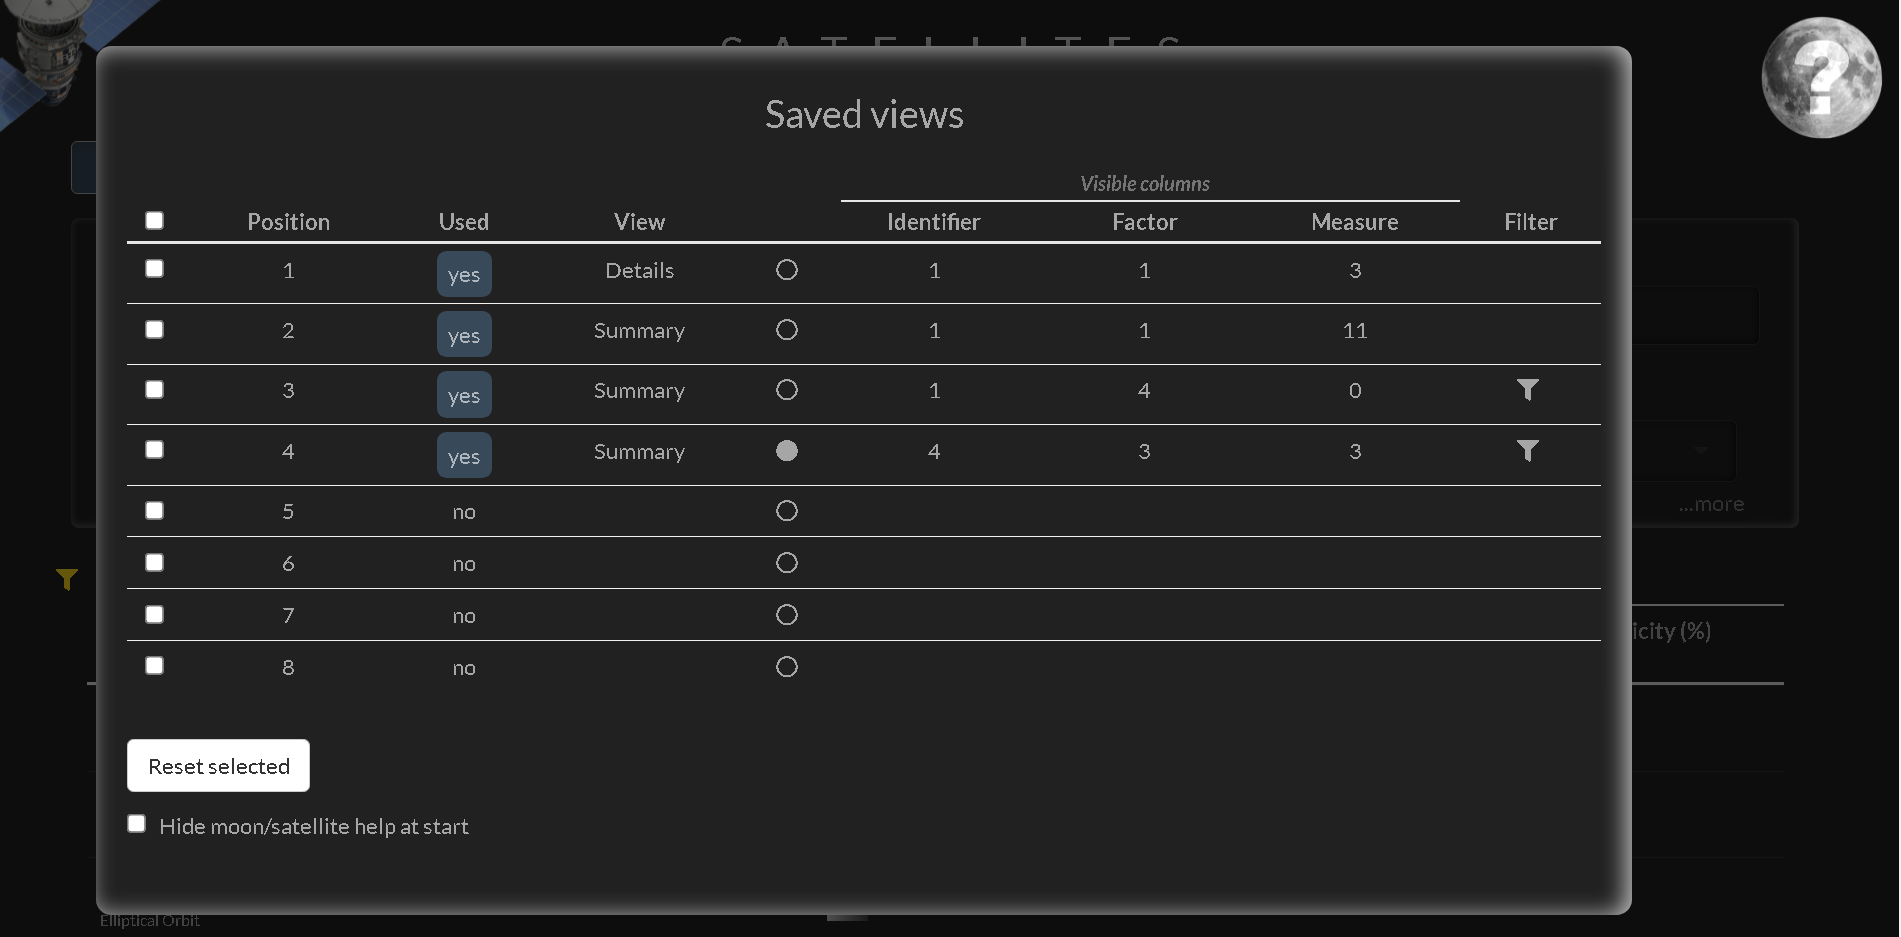 SATELLITES
?
Saved views
Visible columns
Position Used View Identifier Factor Measure Filter
1 yes Details 1 1 3
2 yes Summary 1 1 11
3 yes Summary 1 4 0
4 yes Summary 4 3 3
5 no
...more
6 no
7 no
icity (%)
8 no
Reset selected
Hide moon/satellite help at start
Elliptical Orbit